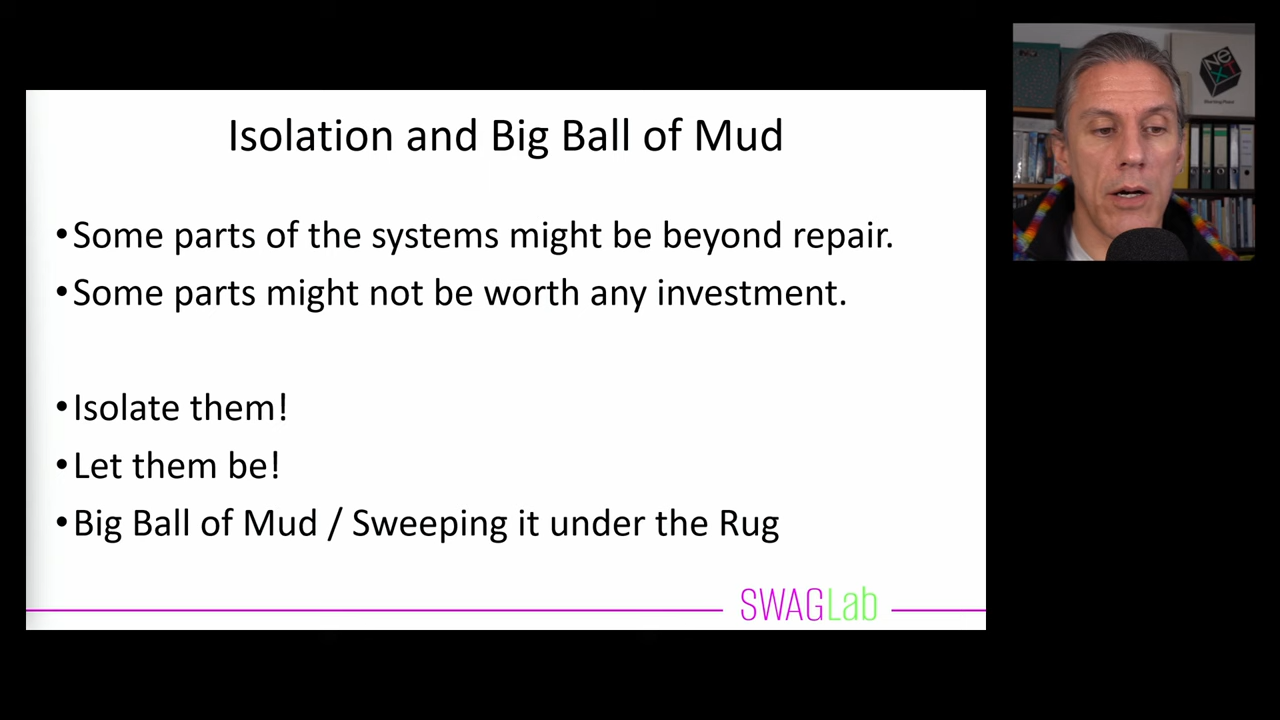 Isolation and Big Ball of Mud
•Some parts of the systems might be beyond repair.
•Some parts might not be worth any investment.
•Isolate them!
•Let them be!
•Big Ball of Mud / Sweeping it under the Rug
SWAGLab
NeXT